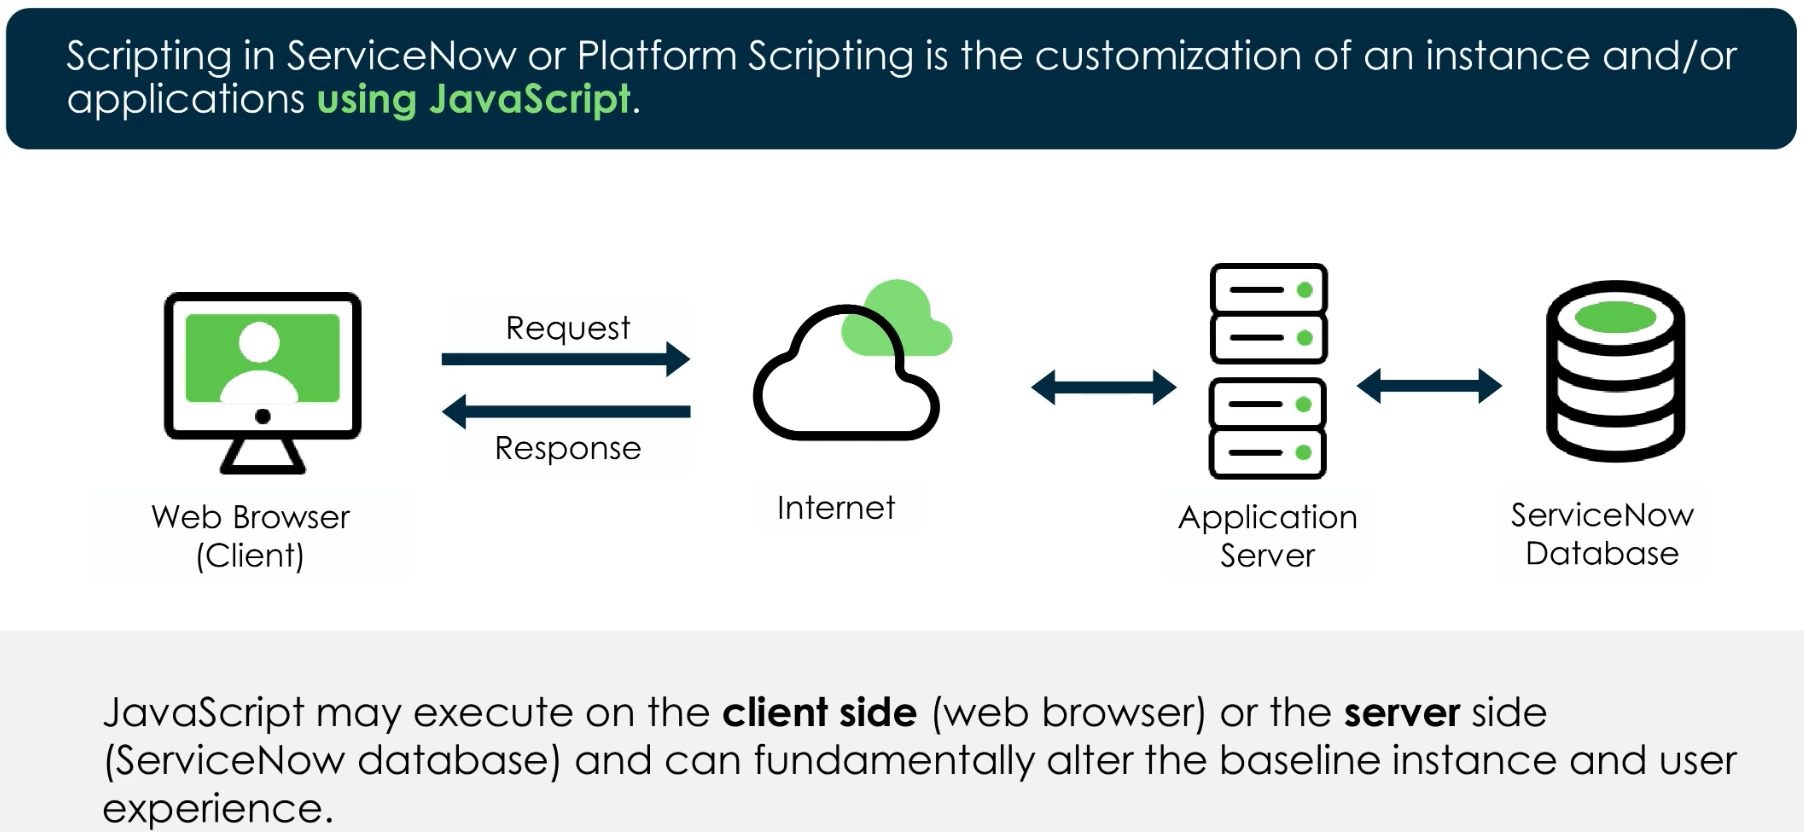 Scripting in ServiceNow or Platform Scripting is the customization of an instance and/or
applications using JavaScript.
Request
Response
Web Browser
(Client)
Internet
Application
Server
ServiceNow
Database
JavaScript may execute on the client side (web browser) or the server side
(ServiceNow database) and can fundamentally alter the baseline instance and user
experience.